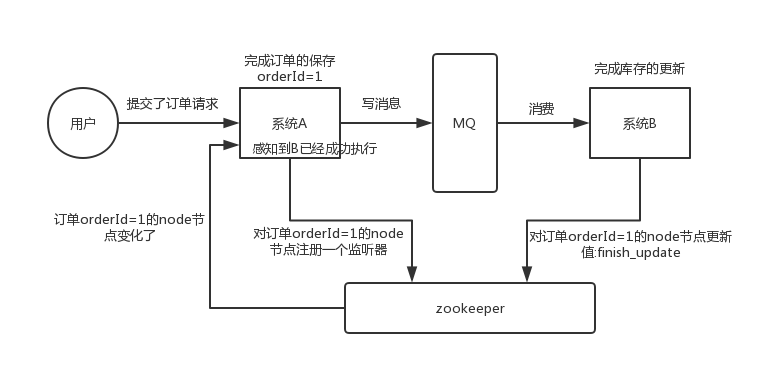 完成订单的保存
orderId=1
完成库存的更新
提交了订单请求
写消息
消费
用户
系统A
MQ
系统B
感知到B已经成功执行
订单orderId=1的node节
点变化了
对订单orderId=1的node
节点注册一个监听器
对订单orderId=1的node节点更新
值:finish_update
zookeeper